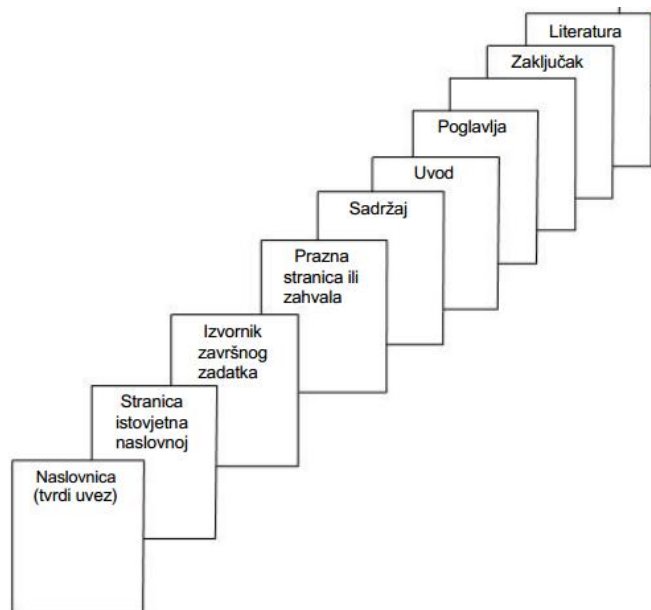 Literatura
Zaključak
Poglavlja
Uvod
Sadržaj
Prazna
stranica ili
zahvala
Izvornik
završnog
zadatka
Stranica
istovjetna
naslovnoj
Naslovnica
(tvrdi uvez)